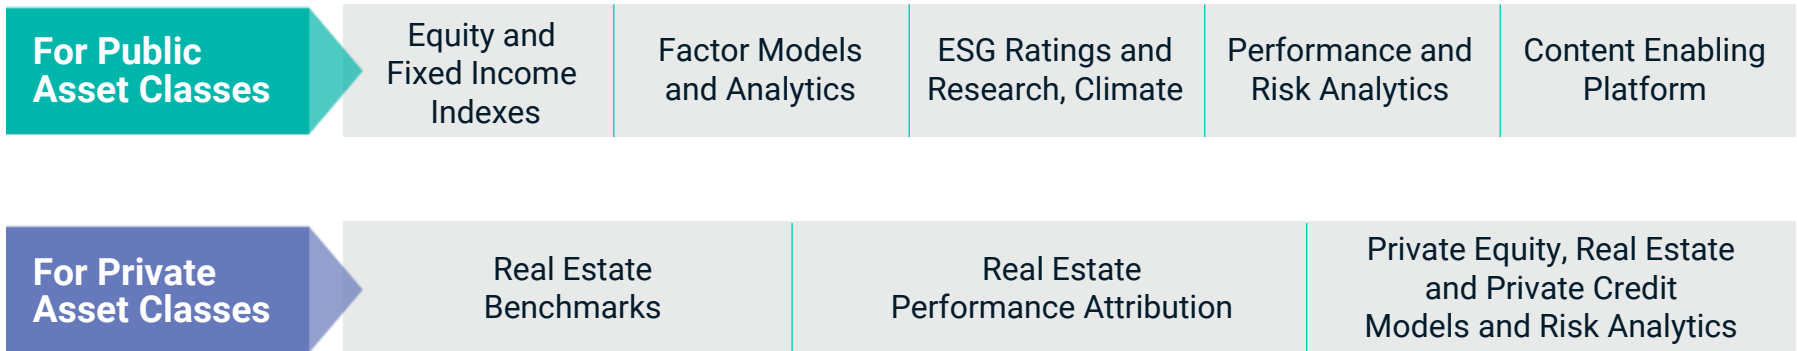 For Public
Asset Classes
Equity and
Fixed Income
Indexes
Factor Models
and Analytics
ESG Ratings and
Research, Climate
Performance and
Risk Analytics
Content Enabling
Platform
For Private
Asset Classes
Real Estate
Benchmarks
Real Estate
Performance Attribution
Private Equity, Real Estate
and Private Credit
Models and Risk Analytics